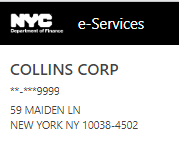 NYC
Department of Finance
e-Services
COLLINS CORP
**-***9999
59 MAIDEN LN
NEW YORK NY 10038-4502